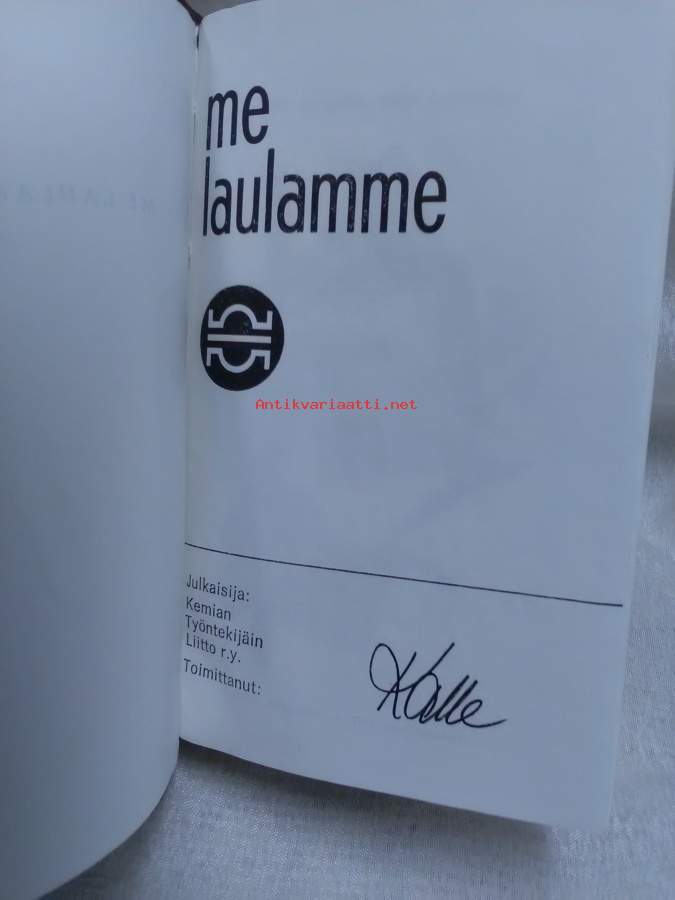 me
laulamme
Antikvariaatti.net
Julkaisija:
Kemian
Työntekijäin
Liitto r.y.
Toimittanut:
Kalle